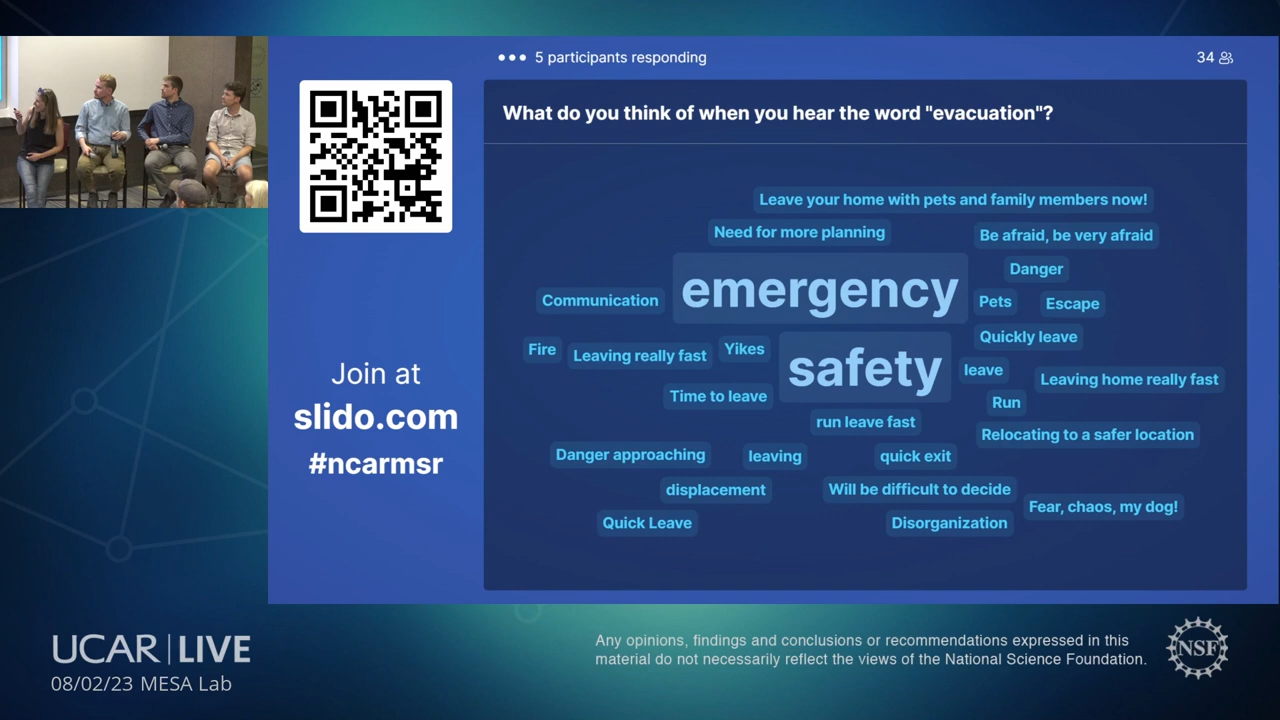 ••• 5 participants responding
34
What do you think of when you hear the word "evacuation"?
Leave your home with pets and family members now!
Need for more planning
Be afraid, be very afraid
Danger
emergency
Communication
Pets
Escape
Quickly leave
Fire
Leaving really fast
Yikes
safety
leave
Leaving home really fast
Time to leave
Run
run leave fast
Relocating to a safer location
Danger approaching
leaving
quick exit
displacement
Will be difficult to decide
Fear, chaos, my dog!
Quick Leave
Disorganization
Join at
slido.com
#ncarmsr
UCAR | LIVE
08/02/23 MESA Lab
Any opinions, findings and conclusions or recommendations expressed in this
material do not necessarily reflect the views of the National Science Foundation.
NSF